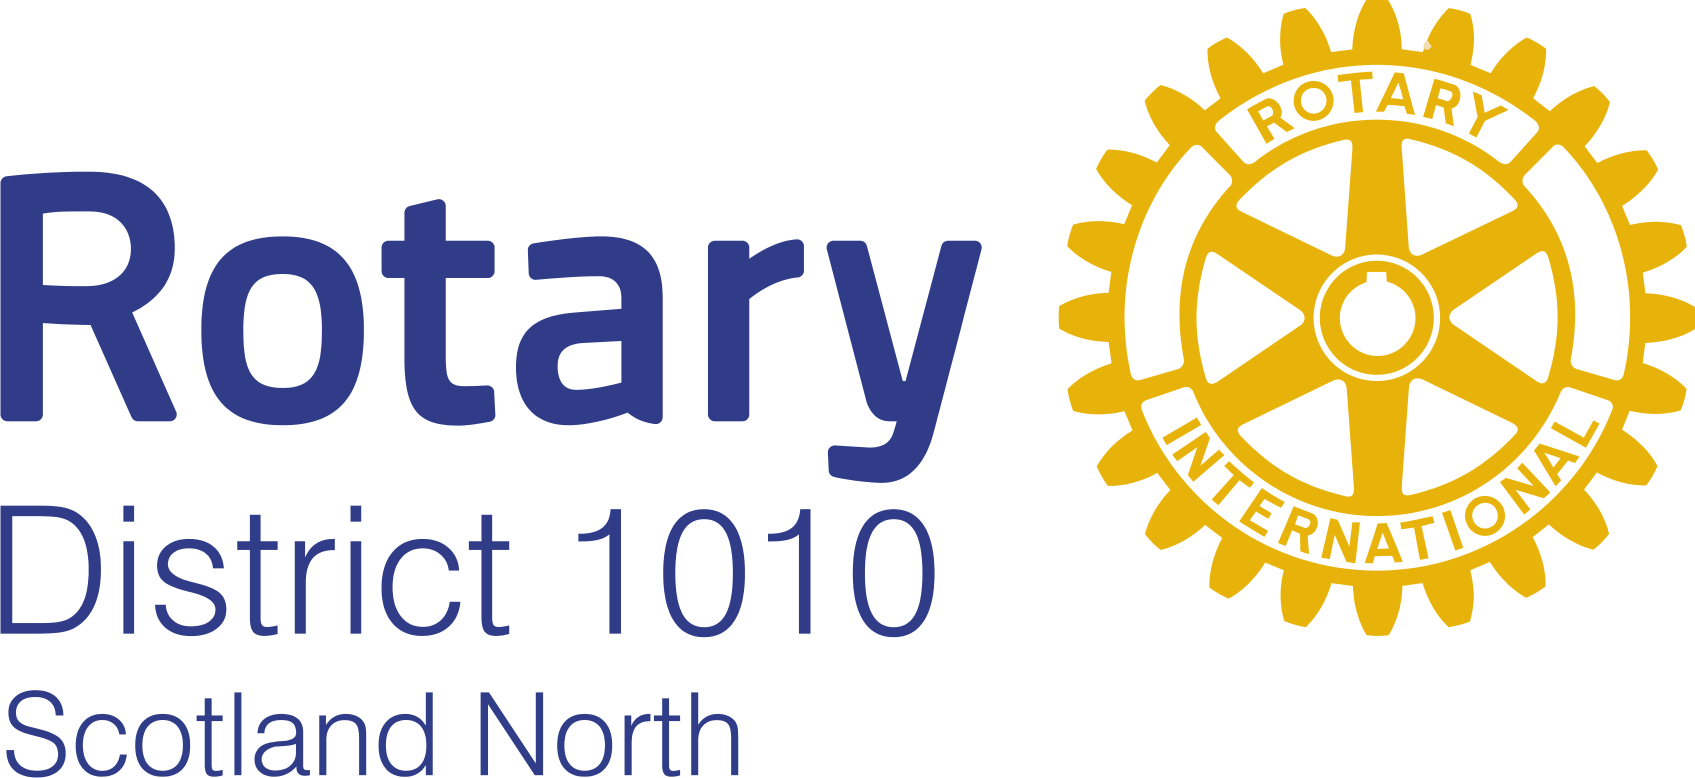 Rotary
District 1010
Scotland North
ROTARY
INTERNATIONAL